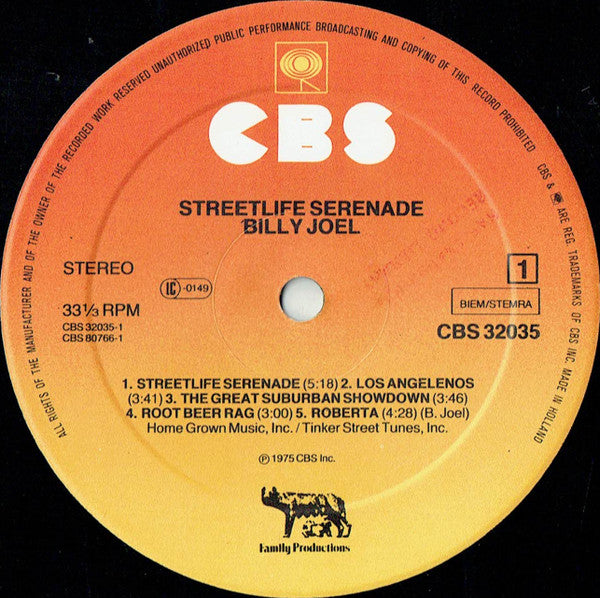 ALL RIGHTS OF THE MANUFACTURER AND OF THE OWNER OF THE RECORDED WORK RESERVED UNAUTHORIZED PUBLIC PERFORMANCE BROADCASTING AND COPYING OF THIS RECORD PROHIBITED CBS & ARE REG. TRADEMARKS OF CBS INC. MADE IN HOLLAND
CBS
STREETLIFE SERENADE
BILLY JOEL
STEREO
LC -0149
1
33⅓ RPM
BIEM/STEMRA
CBS 32035-1
CBS 80766-1
CBS 32035
1. STREETLIFE SERENADE (5:18) 2. LOS ANGELENOS
(3:41) 3. THE GREAT SUBURBAN SHOWDOWN (3:46)
4. ROOT BEER RAG (3:00) 5. ROBERTA (4:28) (B. Joel)
Home Grown Music, Inc. / Tinker Street Tunes, Inc.
℗ 1975 CBS Inc.
Family Productions